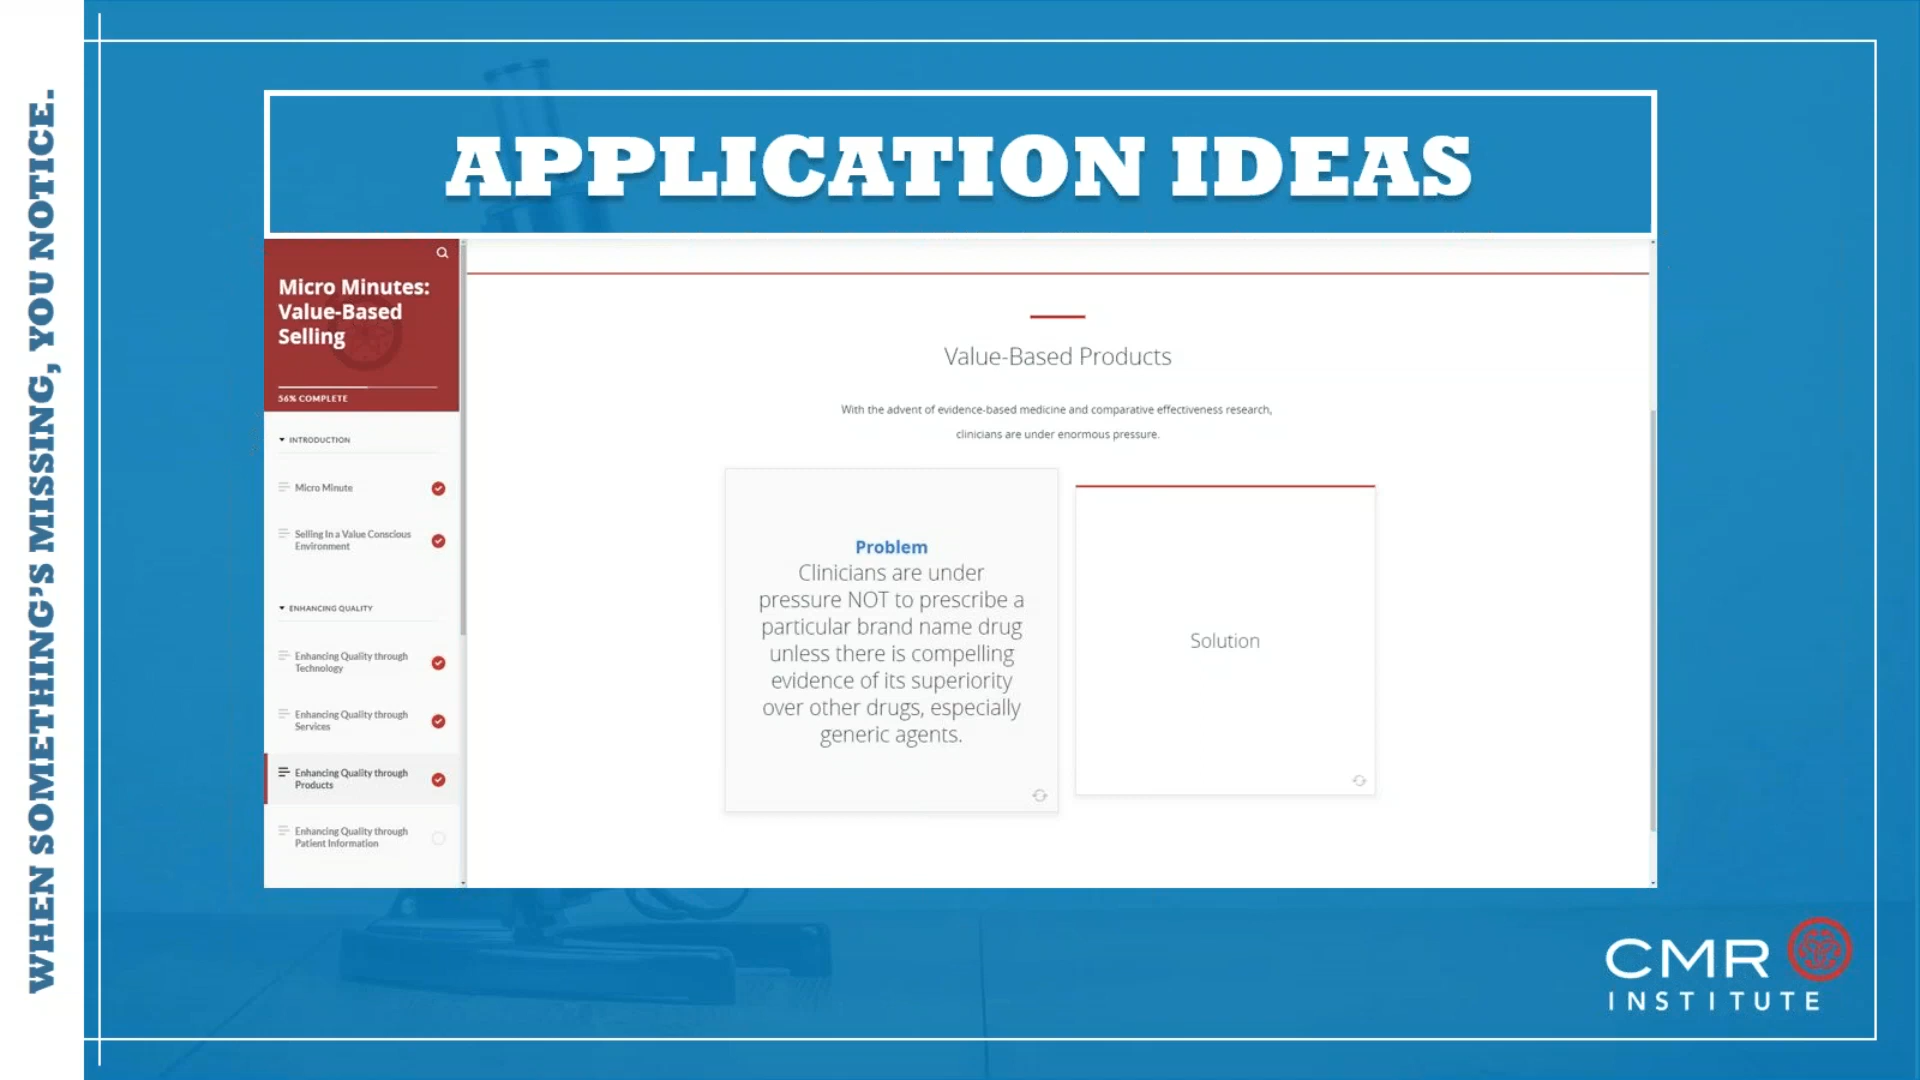 WHEN SOMETHING'S MISSING, YOU NOTICE.
APPLICATION IDEAS
Micro Minutes:
Value-Based
Selling
56% COMPLETE
INTRODUCTION
Micro Minute
Selling In a Value Conscious
Environment
ENHANCING QUALITY
Enhancing Quality through
Technology
Enhancing Quality through
Services
Enhancing Quality through
Products
Enhancing Quality through
Patient Information
Value-Based Products
With the advent of evidence-based medicine and comparative effectiveness research,
clinicians are under enormous pressure.
Problem
Clinicians are under
pressure NOT to prescribe a
particular brand name drug
unless there is compelling
evidence of its superiority
over other drugs, especially
generic agents.
Solution
CMR
INSTITUTE